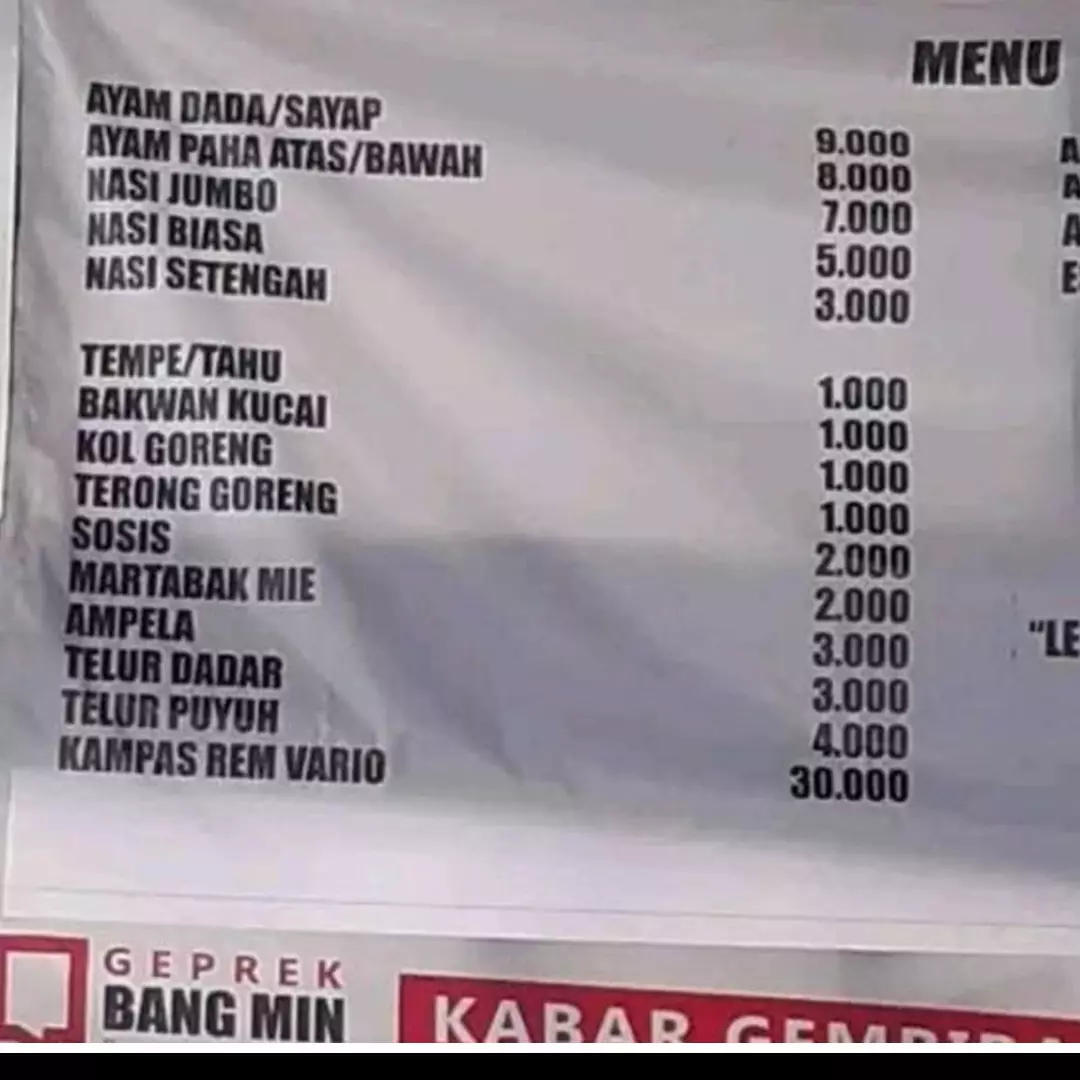 MENU
AYAM DADA/SAYAP 9.000
AYAM PAHA ATAS/BAWAH 8.000
NASI JUMBO 7.000
NASI BIASA 5.000
NASI SETENGAH 3.000
TEMPE/TAHU 1.000
BAKWAN KUCAI 1.000
KOL GORENG 1.000
TERONG GORENG 1.000
SOSIS 2.000
MARTABAK MIE 2.000
AMPELA 3.000
TELUR DADAR 3.000
TELUR PUYUH 4.000
KAMPAS REM VARIO 30.000
A
A
A
E
"LE
GEPREK
BANG MIN
KABAR GEMBIRA